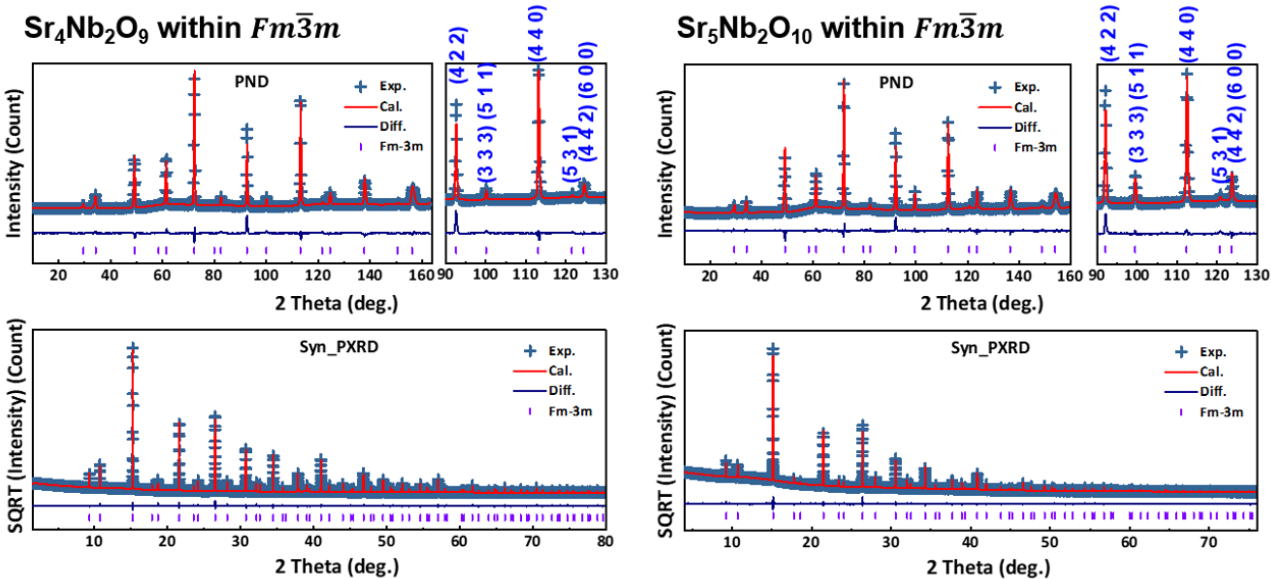 Sr4Nb2O9 within Fm3̅m
PND
Exp.
Cal.
Diff.
Fm-3m
Intensity (Count)
20 40 60 80 100 120 140 160
2 Theta (deg.)
(4 2 2)
(3 3 3) (5 1 1)
(4 4 0)
(5 3 1)
(4 4 2) (6 0 0)
90 100 110 120 130
Sr5Nb2O10 within Fm3̅m
PND
Exp.
Cal.
Diff.
Fm-3m
Intensity (Count)
20 40 60 80 100 120 140 160
2 Theta (deg.)
(4 2 2)
(3 3 3) (5 1 1)
(4 4 0)
(5 3 1)
(4 4 2) (6 0 0)
90 100 110 120 130
Syn_PXRD
Exp.
Cal.
Diff.
Fm-3m
SQRT (Intensity) (Count)
10 20 30 40 50 60 70 80
2 Theta (deg.)
Syn_PXRD
Exp.
Cal.
Diff.
Fm-3m
SQRT (Intensity) (Count)
10 20 30 40 50 60 70
2 Theta (deg.)